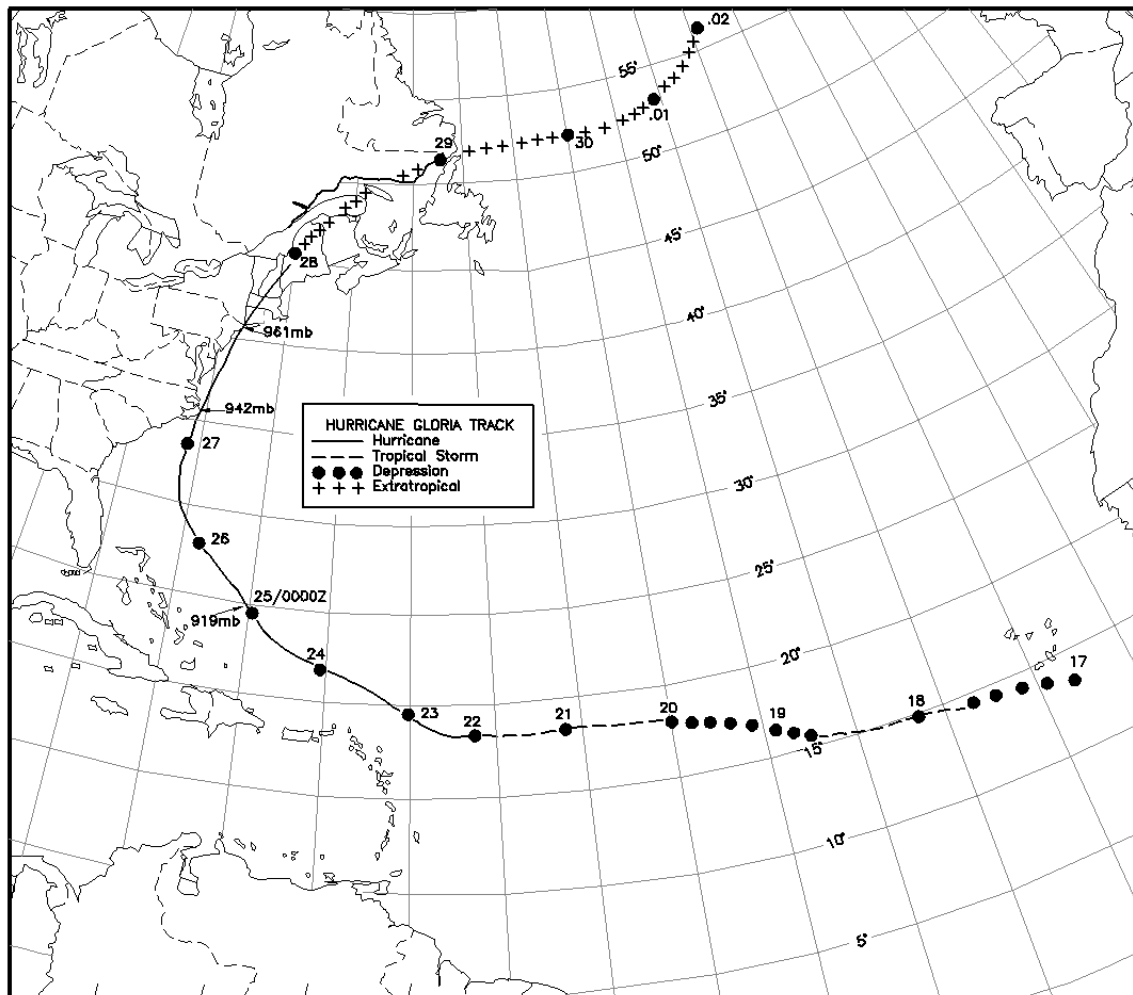 .02
55°
.01
30
50°
29
45°
28
40°
961mb
942mb
35°
27
HURRICANE GLORIA TRACK
Hurricane
Tropical Storm
Depression
Extratropical
30°
26
25°
25/0000Z
919mb
24
20°
17
23
22
21
20
19
18
15°
10°
5°